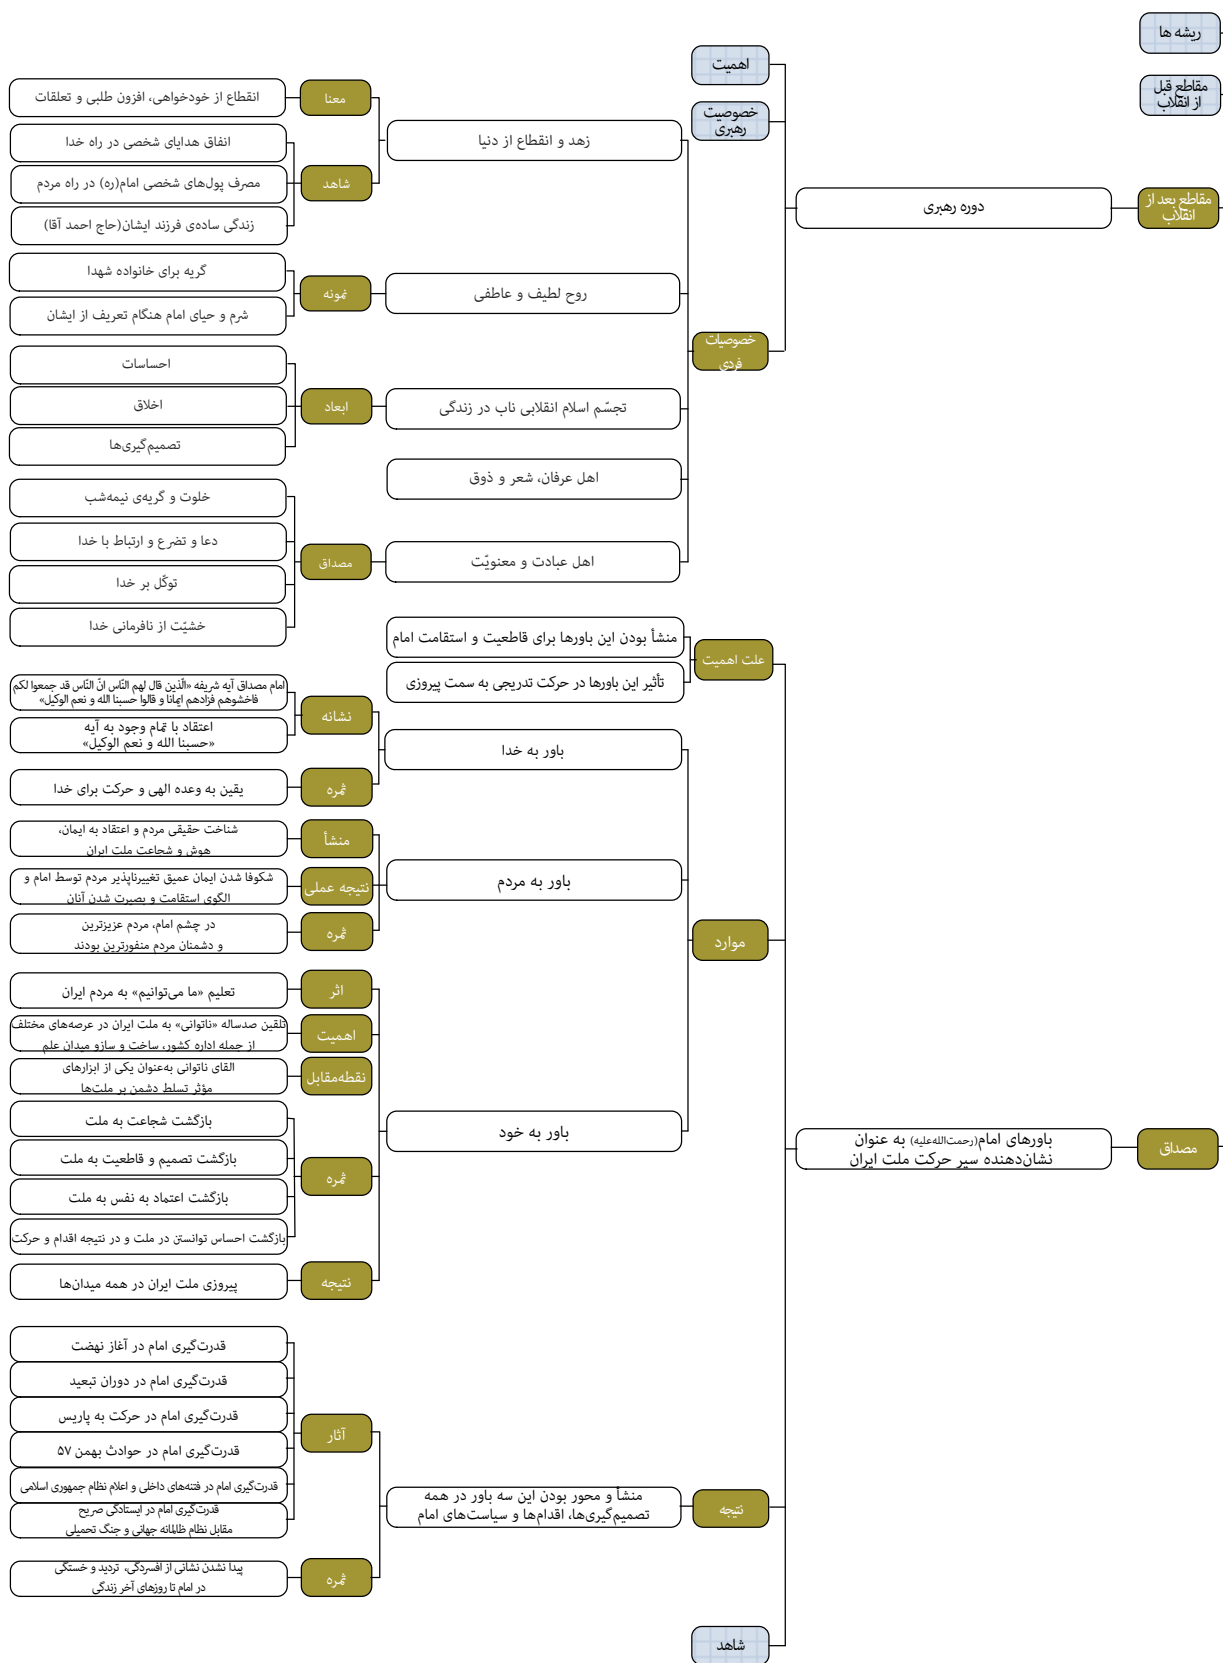 ریشه ها
مقاطع قبل
از انقلاب
مقاطع بعد از
انقلاب
دوره رهبری
اهمیت
خصوصیت
رهبری
خصوصیات
فردی
زهد و انقطاع از دنیا
معنا
انقطاع از خودخواهی، افزون طلبی و تعلقات
شاهد
انفاق هدایای شخصی در راه خدا
مصرف پول‌های شخصی امام(ره) در راه مردم
زندگی ساده‌ی فرزند ایشان(حاج احمد آقا)
روح لطیف و عاطفی
نمونه
گریه برای خانواده شهدا
شرم و حیای امام هنگام تعریف از ایشان
تجسّم اسلام انقلابی ناب در زندگی
ابعاد
احساسات
اخلاق
تصمیم‌گیری‌ها
اهل عرفان، شعر و ذوق
اهل عبادت و معنویّت
مصداق
خلوت و گریه‌ی نیمه‌شب
دعا و تضرع و ارتباط با خدا
توکّل بر خدا
خشیّت از نافرمانی خدا
مصداق
باورهای امام(رحمت‌الله‌علیه) به عنوان
نشان‌دهنده سیر حرکت ملت ایران
علت اهمیت
منشأ بودن این باورها برای قاطعیت و استقامت امام
تأثیر این باورها در حرکت تدریجی به سمت پیروزی
موارد
باور به خدا
نشانه
امام مصداق آیه شریفه «الّذین قال لهم النّاس انّ النّاس قد جمعوا لکم
فاخشوهم فزادهم ایمانا و قالوا حسبنا الله و نعم الوکیل»
اعتقاد با تمام وجود به آیه
«حسبنا الله و نعم الوکیل»
ثمره
یقین به وعده الهی و حرکت برای خدا
باور به مردم
منشأ
شناخت حقیقی مردم و اعتقاد به ایمان،
هوش و شجاعت ملت ایران
نتیجه عملی
شکوفا شدن ایمان عمیق تغییرناپذیر مردم توسط امام و
الگوی استقامت و بصیرت شدن آنان
ثمره
در چشم امام، مردم عزیزترین
و دشمنان مردم منفورترین بودند
باور به خود
اثر
تعلیم «ما می‌توانیم» به مردم ایران
اهمیت
تلقین صدساله «ناتوانی» به ملت ایران در عرصه‌های مختلف
از جمله اداره کشور، ساخت و سازو میدان علم
نقطه‌مقابل
القای ناتوانی به‌عنوان یکی از ابزارهای
مؤثر تسلط دشمن بر ملت‌ها
ثمره
بازگشت شجاعت به ملت
بازگشت تصمیم و قاطعیت به ملت
بازگشت اعتماد به نفس به ملت
بازگشت احساس توانستن در ملت و در نتیجه اقدام و حرکت
نتیجه
پیروزی ملت ایران در همه میدان‌ها
نتیجه
منشأ و محور بودن این سه باور در همه
تصمیم‌گیری‌ها، اقدام‌ها و سیاست‌های امام
آثار
قدرت‌گیری امام در آغاز نهضت
قدرت‌گیری امام در دوران تبعید
قدرت‌گیری امام در حرکت به پاریس
قدرت‌گیری امام در حوادث بهمن ۵۷
قدرت‌گیری امام در فتنه‌های داخلی و اعلام نظام جمهوری اسلامی
قدرت‌گیری امام در ایستادگی صریح
مقابل نظام ظالمانه جهانی و جنگ تحمیلی
ثمره
پیدا نشدن نشانی از افسردگی، تردید و خستگی
در امام تا روزهای آخر زندگی
شاهد